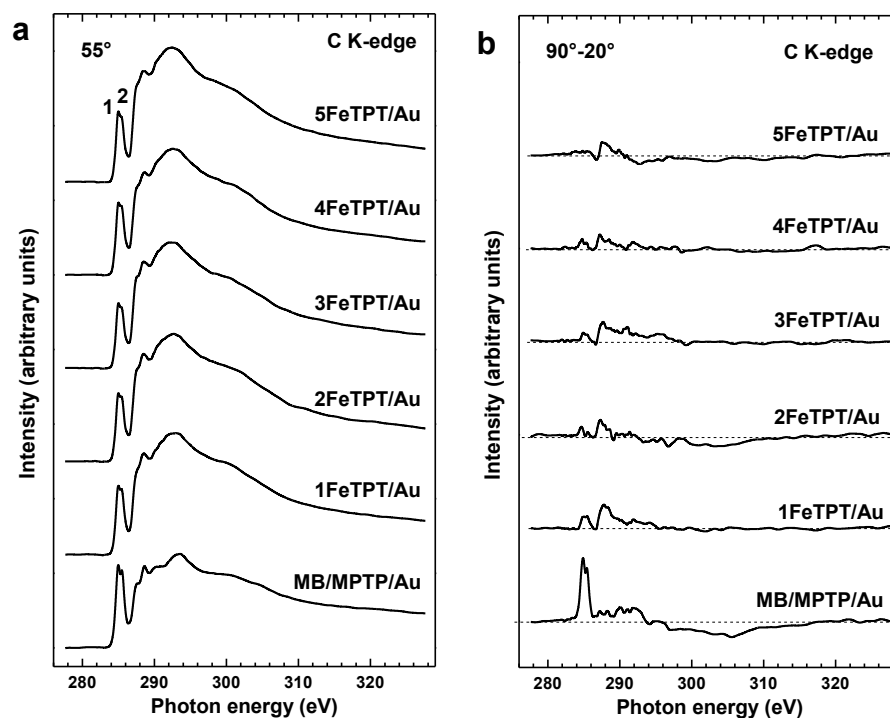 a
55°
C K-edge
1
2
5FeTPT/Au
4FeTPT/Au
3FeTPT/Au
2FeTPT/Au
1FeTPT/Au
MB/MPTP/Au
Intensity (arbitrary units)
280 290 300 310 320
Photon energy (eV)
b
90°-20°
C K-edge
5FeTPT/Au
4FeTPT/Au
3FeTPT/Au
2FeTPT/Au
1FeTPT/Au
MB/MPTP/Au
Intensity (arbitrary units)
280 290 300 310 320
Photon energy (eV)